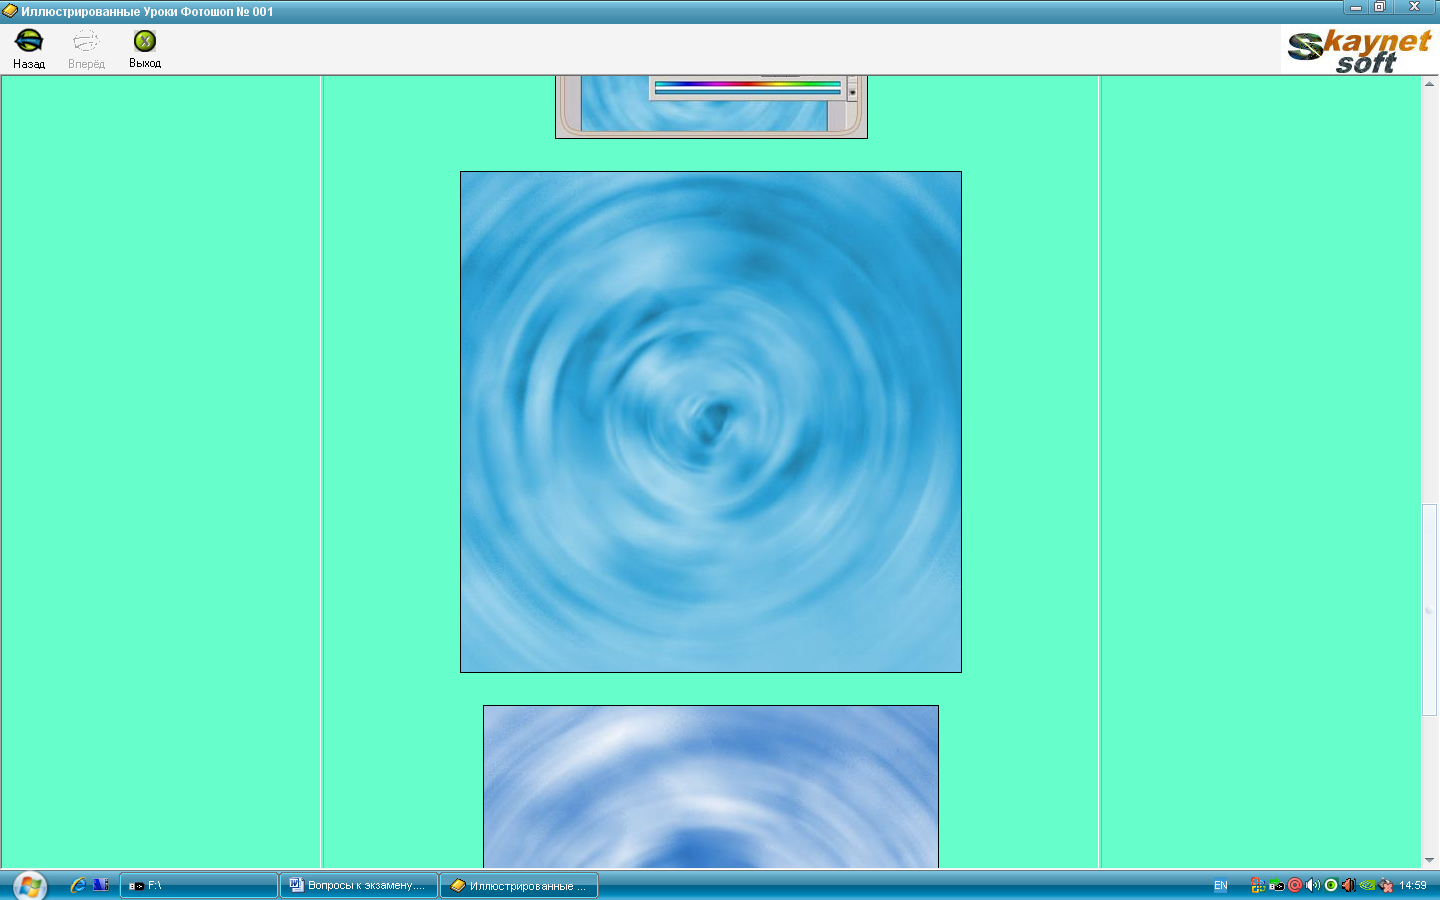 Иллюстрированные Уроки Фотошоп № 001
Назад
Вперёд
Выход
Skaynet
soft
F:\
Вопросы к экзамену....
Иллюстрированные ...
EN
14:59